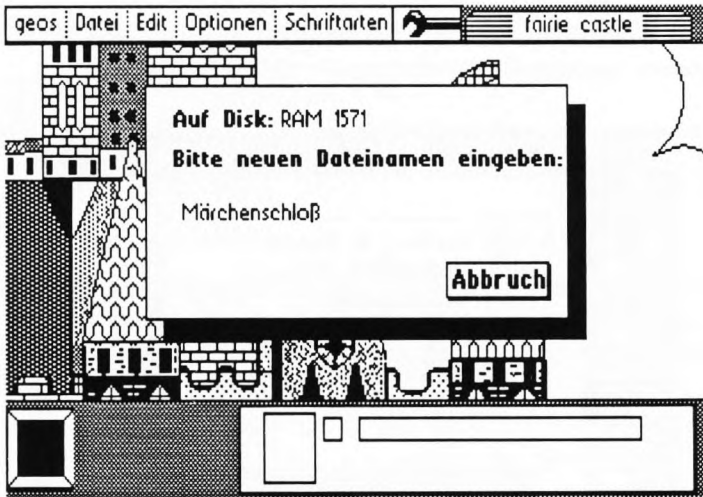 geos Datei Edit Optionen Schriftarten fairie castle
Auf Disk: RAM 1571
Bitte neuen Dateinamen eingeben:
Märchenschloß
Abbruch